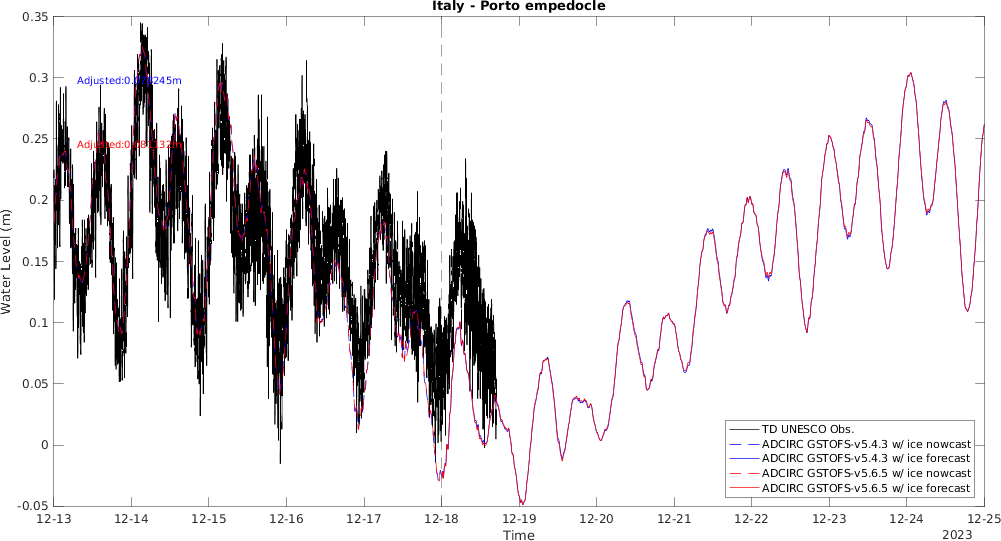 Italy - Porto empedocle
0.35
0.3
0.25
0.2
0.15
0.1
0.05
0
-0.05
Water Level (m)
12-13 12-14 12-15 12-16 12-17 12-18 12-19 12-20 12-21 12-22 12-23 12-24 12-25
2023
Time
TD UNESCO Obs.
ADCIRC GSTOFS-v5.4.3 w/ ice nowcast
ADCIRC GSTOFS-v5.4.3 w/ ice forecast
ADCIRC GSTOFS-v5.6.5 w/ ice nowcast
ADCIRC GSTOFS-v5.6.5 w/ ice forecast